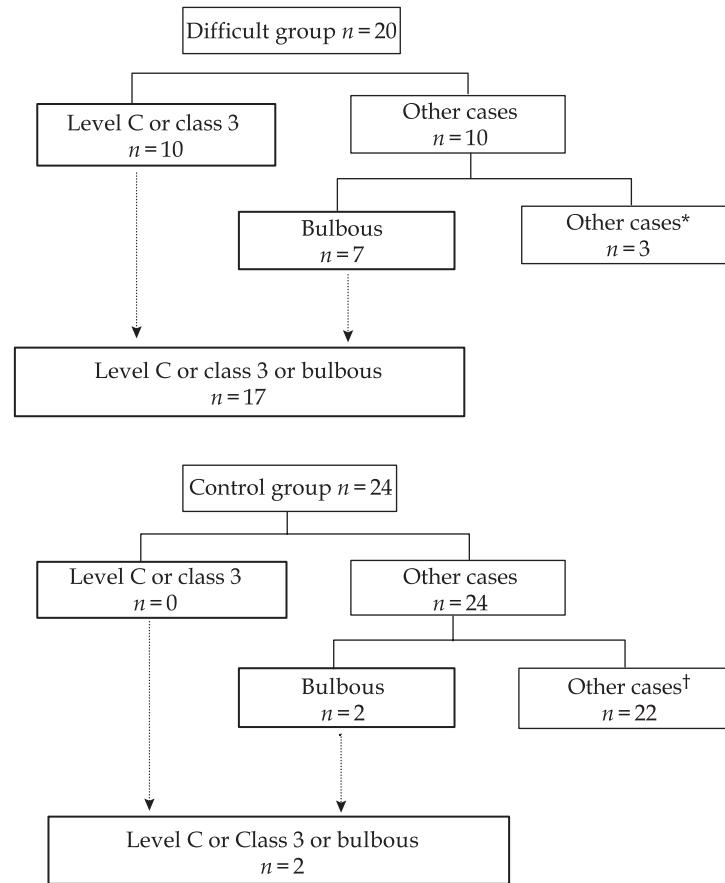 Difficult group n = 20
Level C or class 3
n = 10
Other cases
n = 10
Bulbous
n = 7
Other cases*
n = 3
Level C or class 3 or bulbous
n = 17
Control group n = 24
Level C or class 3
n = 0
Other cases
n = 24
Bulbous
n = 2
Other cases†
n = 22
Level C or Class 3 or bulbous
n = 2